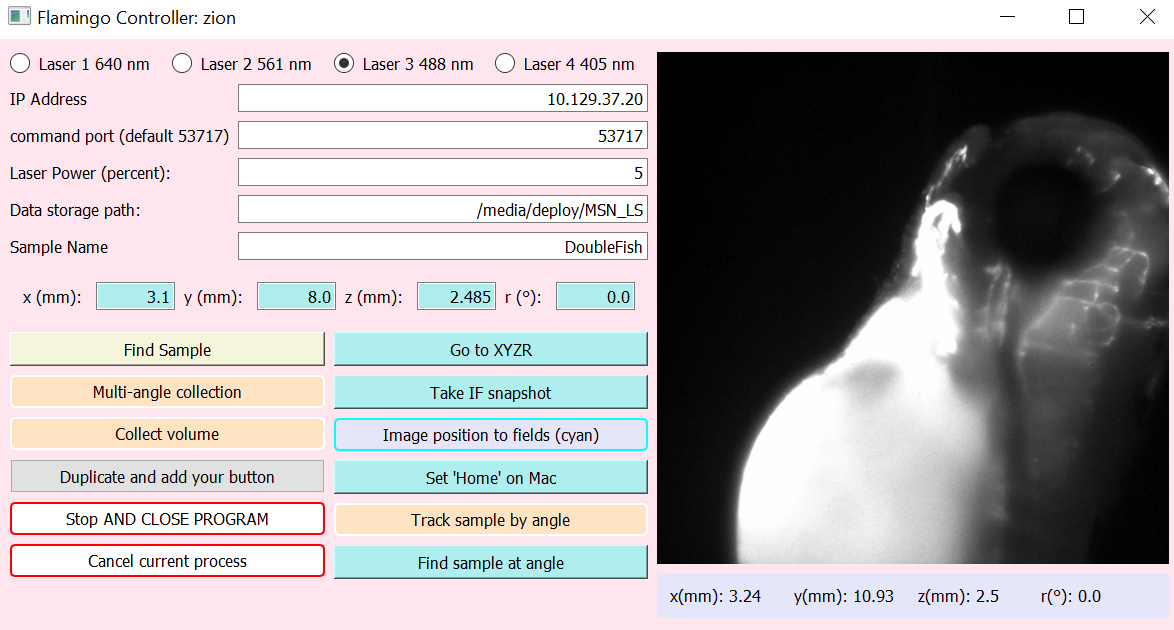 Flamingo Controller: zion
Laser 1 640 nm Laser 2 561 nm Laser 3 488 nm Laser 4 405 nm
IP Address 10.129.37.20
command port (default 53717) 53717
Laser Power (percent): 5
Data storage path: /media/deploy/MSN_LS
Sample Name DoubleFish
x (mm): 3.1 y (mm): 8.0 z (mm): 2.485 r (°): 0.0
Find Sample Go to XYZR
Multi-angle collection Take IF snapshot
Collect volume Image position to fields (cyan)
Duplicate and add your button Set 'Home' on Mac
Stop AND CLOSE PROGRAM Track sample by angle
Cancel current process Find sample at angle
x(mm): 3.24 y(mm): 10.93 z(mm): 2.5 r(°): 0.0